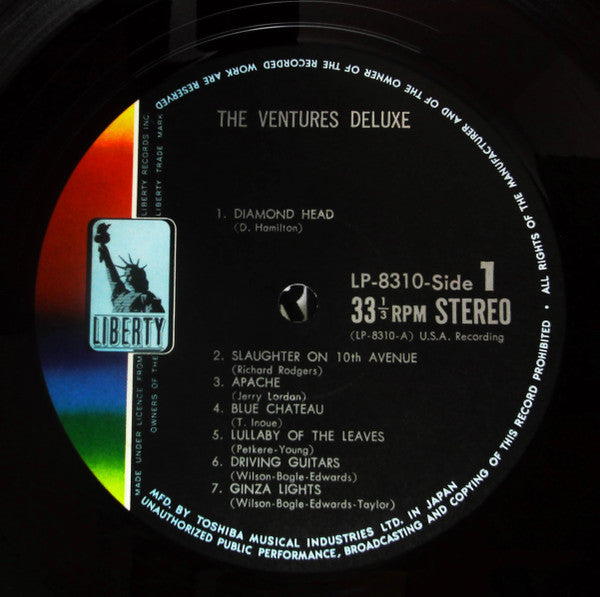 THE VENTURES DELUXE
1. DIAMOND HEAD
(D. Hamilton)
LP-8310-Side 1
33 1/3 RPM STEREO
(LP-8310-A) U.S.A. Recording
2. SLAUGHTER ON 10th AVENUE
(Richard Rodgers)
3. APACHE
(Jerry Lordan)
4. BLUE CHATEAU
(T. Inoue)
5. LULLABY OF THE LEAVES
(Petkere-Young)
6. DRIVING GUITARS
(Wilson-Bogle-Edwards)
7. GINZA LIGHTS
(Wilson-Bogle-Edwards-Taylor)
LIBERTY
LIBERTY RECORDS INC.
LIBERTY TRADE MARK
MADE UNDER LICENCE FROM
OWNERS OF THE
ALL RIGHTS OF THE MANUFACTURER AND OF THE OWNER OF THE RECORDED WORK ARE RESERVED
MFD. BY TOSHIBA MUSICAL INDUSTRIES LTD. IN JAPAN
UNAUTHORIZED PUBLIC PERFORMANCE, BROADCASTING AND COPYING OF THIS RECORD PROHIBITED •